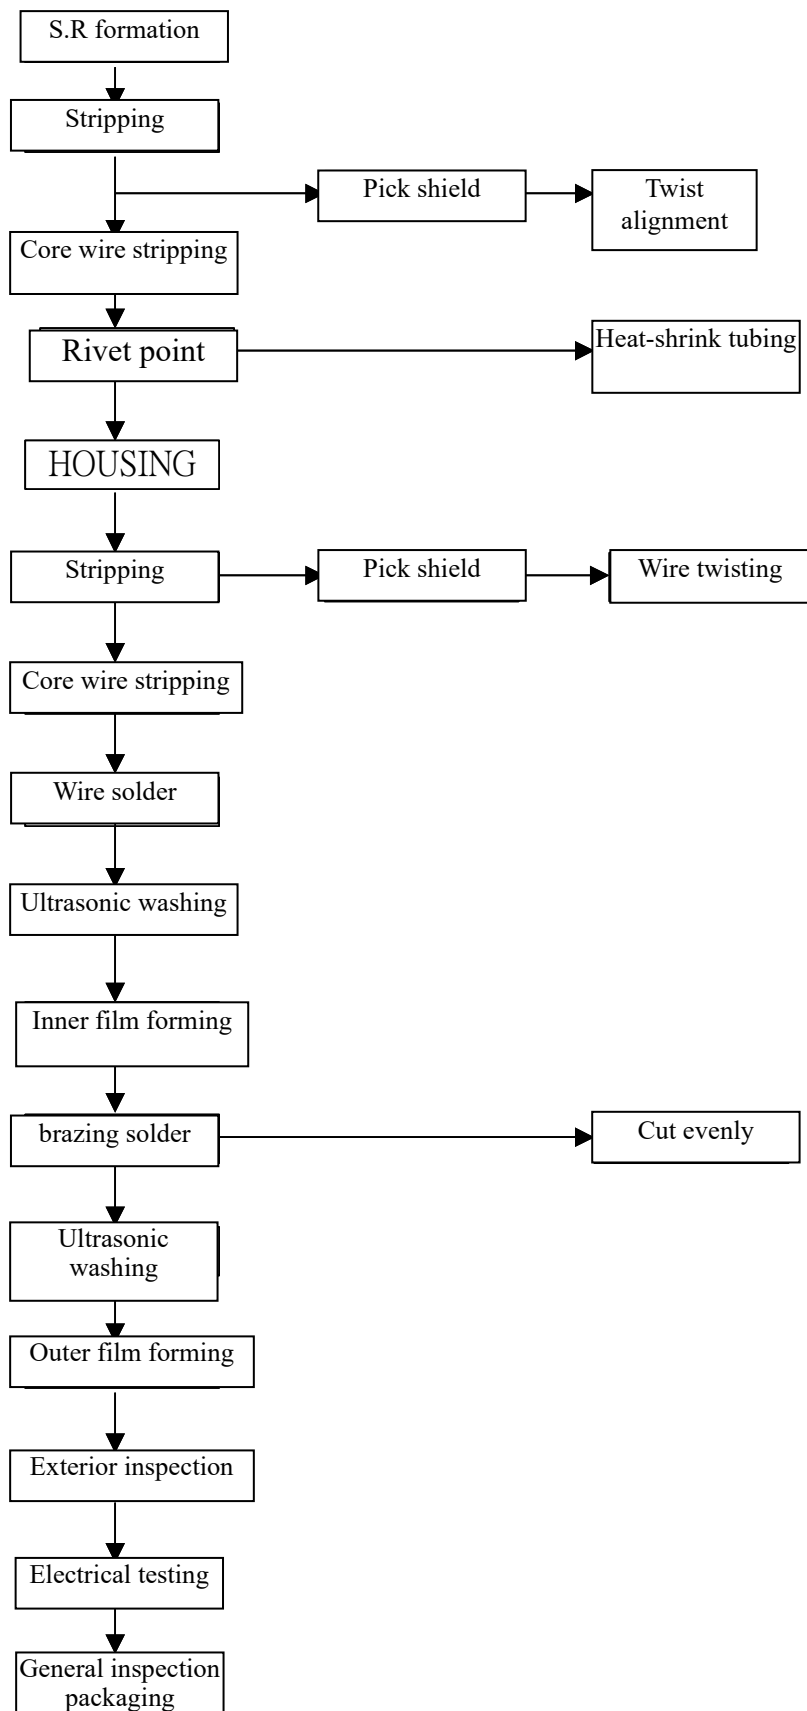 S.R formation
Stripping
Pick shield
Twist
alignment
Core wire stripping
Rivet point
Heat-shrink tubing
HOUSING
Stripping
Pick shield
Wire twisting
Core wire stripping
Wire solder
Ultrasonic washing
Inner film forming
brazing solder
Cut evenly
Ultrasonic
washing
Outer film forming
Exterior inspection
Electrical testing
General inspection
packaging